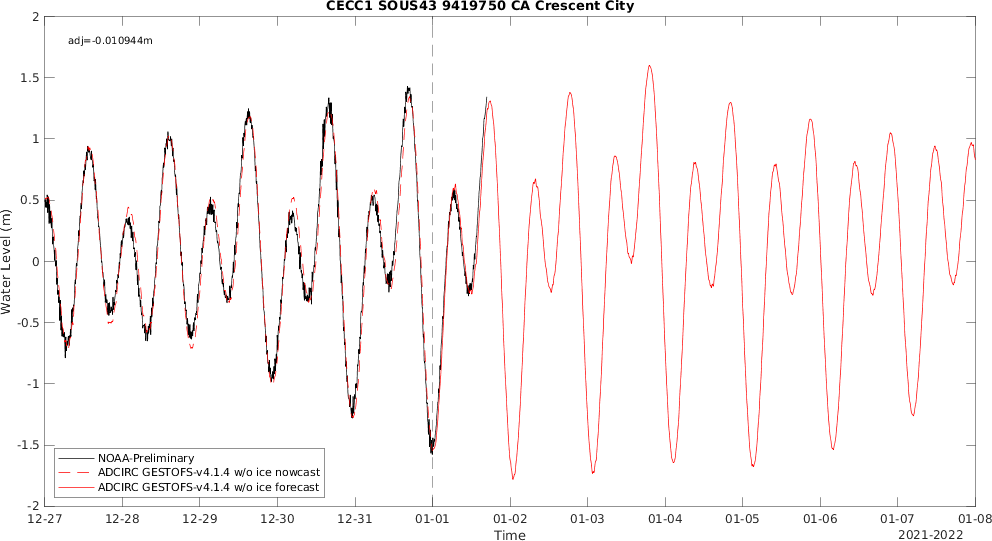 CECC1 SOUS43 9419750 CA Crescent City
adj=-0.010944m
2
1.5
1
0.5
0
-0.5
-1
-1.5
-2
Water Level (m)
NOAA-Preliminary
ADCIRC GESTOFS-v4.1.4 w/o ice nowcast
ADCIRC GESTOFS-v4.1.4 w/o ice forecast
12-27 12-28 12-29 12-30 12-31 01-01 01-02 01-03 01-04 01-05 01-06 01-07 01-08
Time
2021-2022